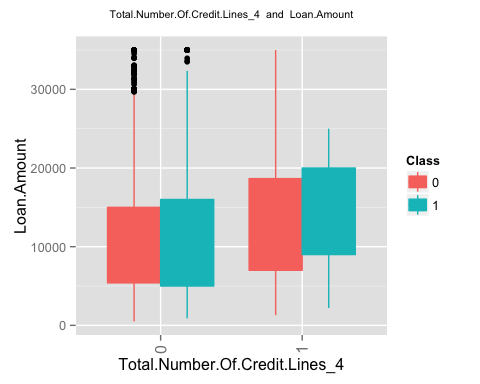 Total.Number.Of.Credit.Lines_4 and Loan.Amount
Loan.Amount
30000
20000
10000
0
0
1
Total.Number.Of.Credit.Lines_4
Class
0
1